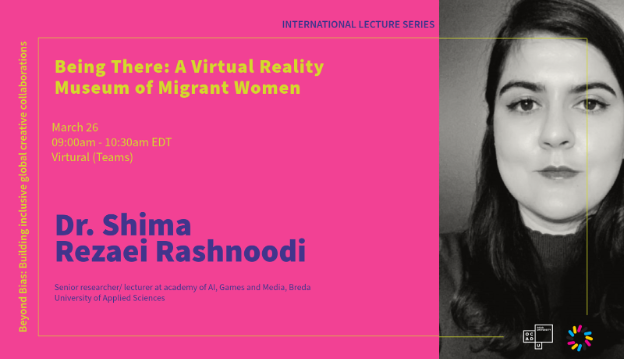 INTERNATIONAL LECTURE SERIES
Beyond Bias: Building inclusive global creative collaborations
Being There: A Virtual Reality
Museum of Migrant Women
March 26
09:00am - 10:30am EDT
Virtural (Teams)
Dr. Shima
Rezaei Rashnoodi
Senior researcher/ lecturer at academy of AI, Games and Media, Breda
University of Applied Sciences
OCAD
U